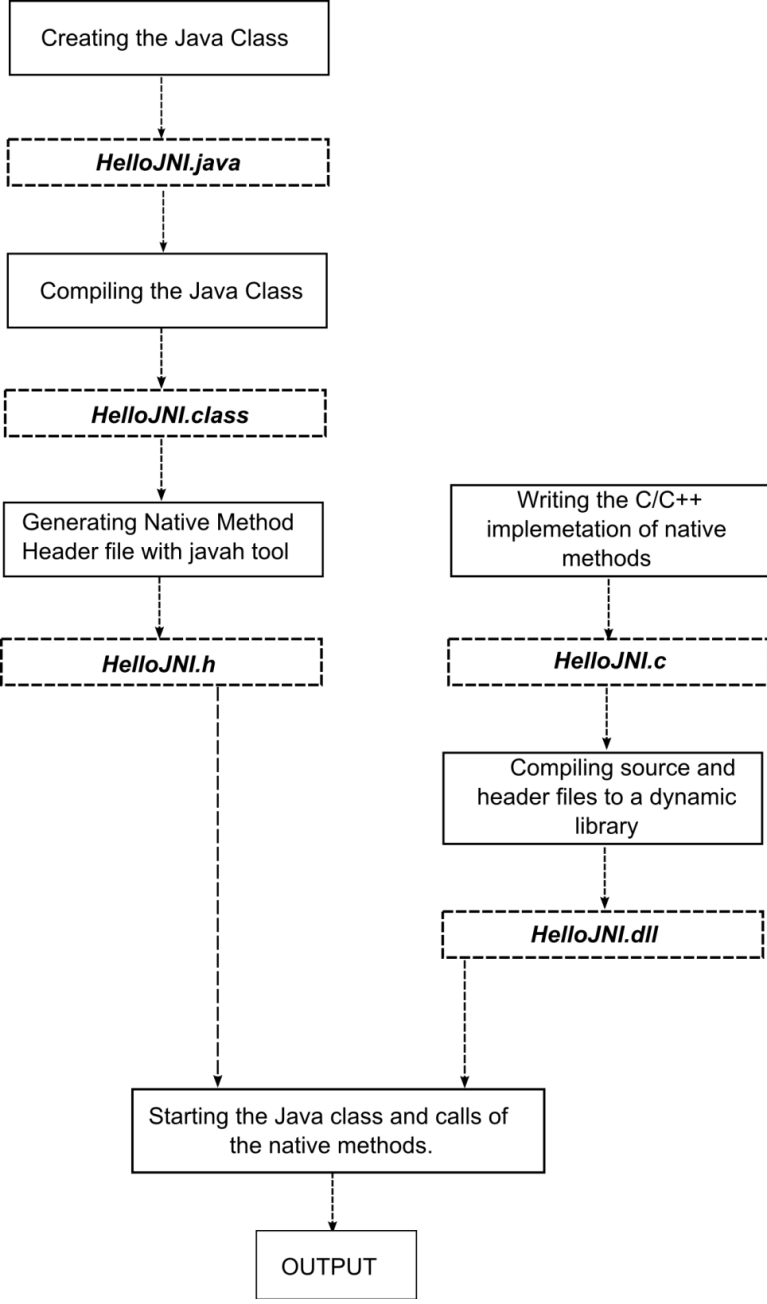 Creating the Java Class
HelloJNI.java
Compiling the Java Class
HelloJNI.class
Generating Native Method
Header file with javah tool
HelloJNI.h
Writing the C/C++
implemetation of native
methods
HelloJNI.c
Compiling source and
header files to a dynamic
library
HelloJNI.dll
Starting the Java class and calls of
the native methods.
OUTPUT